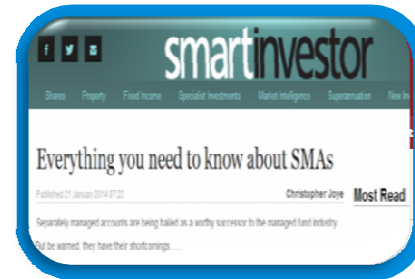 f
smartinvestor
Shares Property Fixed Income Specialist Investments Market Intelligence Superannuation New In
Everything you need to know about SMAs
Published 21 January 2014 07:23 Christopher Joye Most Read
Separately managed accounts are being hailed as a worthy successor to the managed fund industry.
But be warned: they have their shortcomings.....